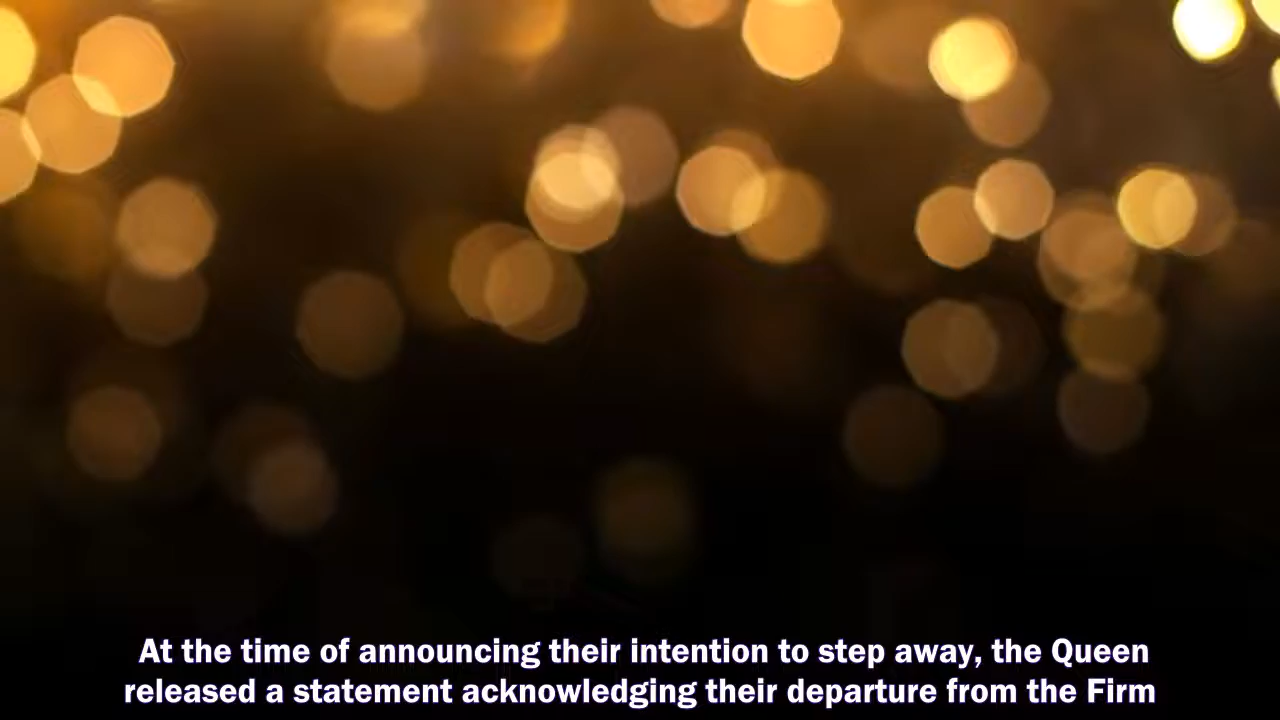 At the time of announcing their intention to step away, the Queen
released a statement acknowledging their departure from the Firm